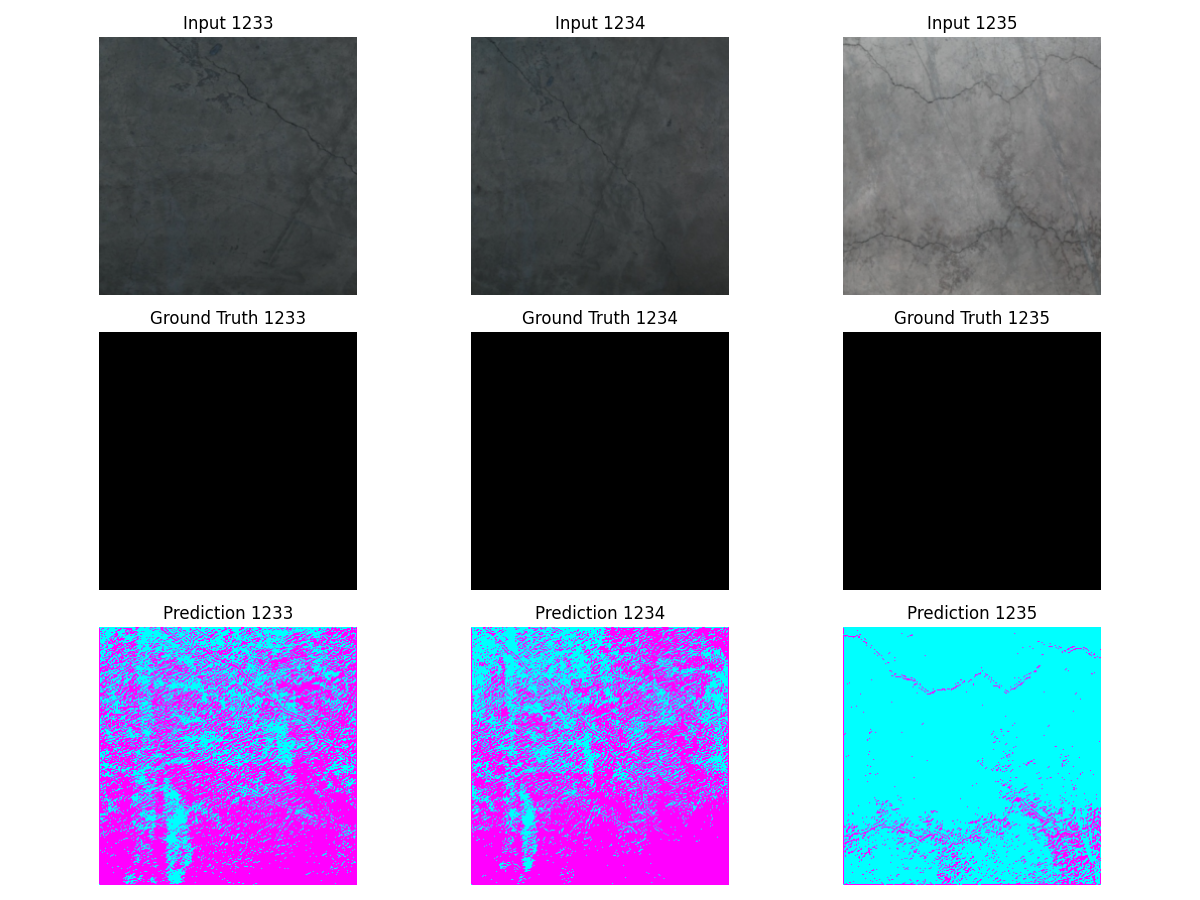 Input 1233
Input 1234
Input 1235
Ground Truth 1233
Ground Truth 1234
Ground Truth 1235
Prediction 1233
Prediction 1234
Prediction 1235